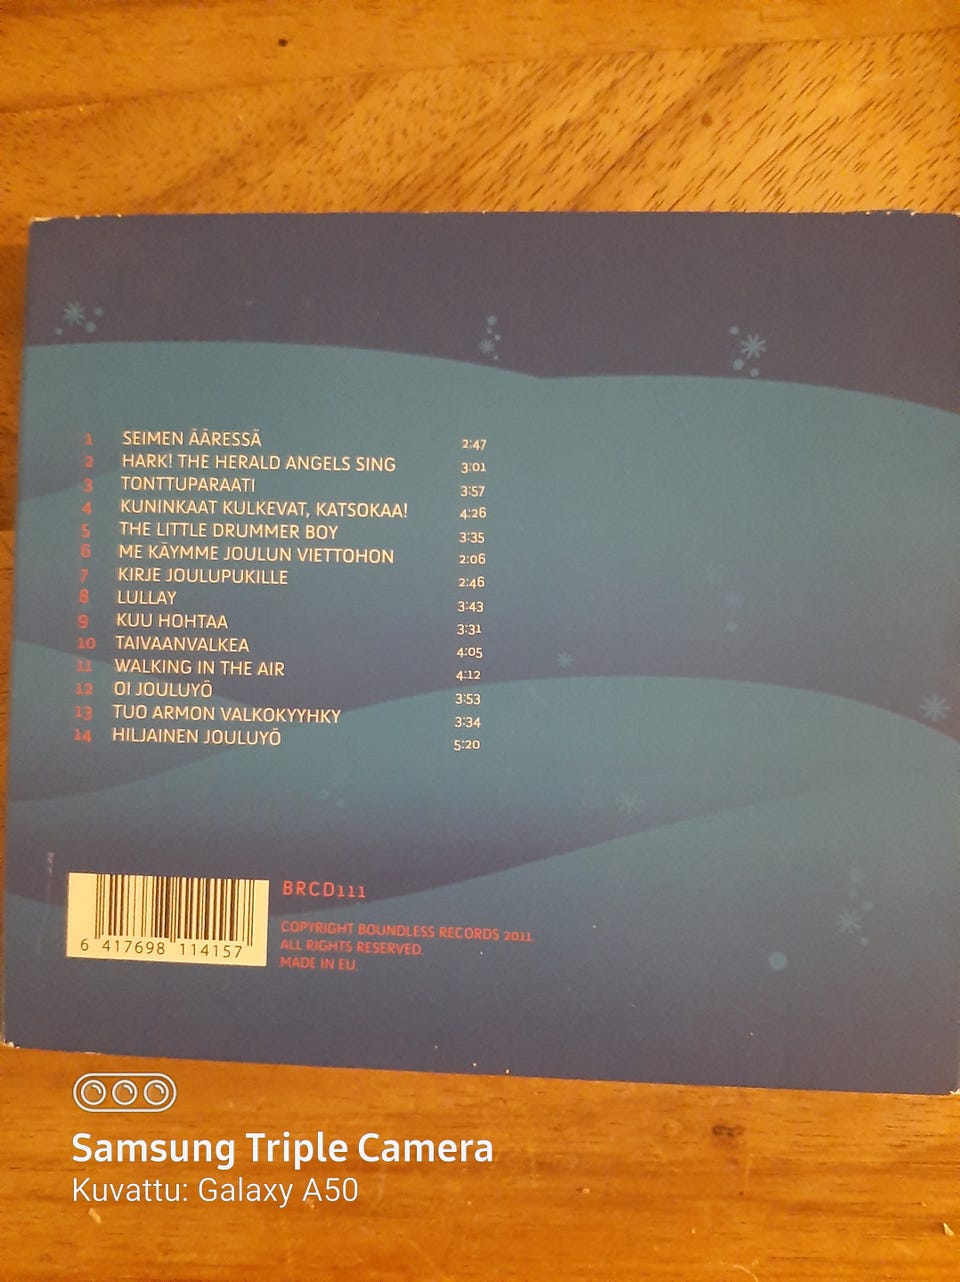 1 SEIMEN ÄÄRESSÄ 2:47
2 HARK! THE HERALD ANGELS SING 3:01
3 TONTTUPARAATI 3:57
4 KUNINKAAT KULKEVAT, KATSOKAA! 4:26
5 THE LITTLE DRUMMER BOY 3:35
6 ME KÄYMME JOULUN VIETTOHON 2:06
7 KIRJE JOULUPUKILLE 2:46
8 LULLAY 3:43
9 KUU HOHTAA 3:31
10 TAIVAANVALKEA 4:05
11 WALKING IN THE AIR 4:12
12 OI JOULUYÖ 3:53
13 TUO ARMON VALKOKYYHKY 3:34
14 HILJAINEN JOULUYÖ 5:20
BRCD111
COPYRIGHT BOUNDLESS RECORDS 2011.
ALL RIGHTS RESERVED.
MADE IN EU.
6 417698 114157
Samsung Triple Camera
Kuvattu: Galaxy A50